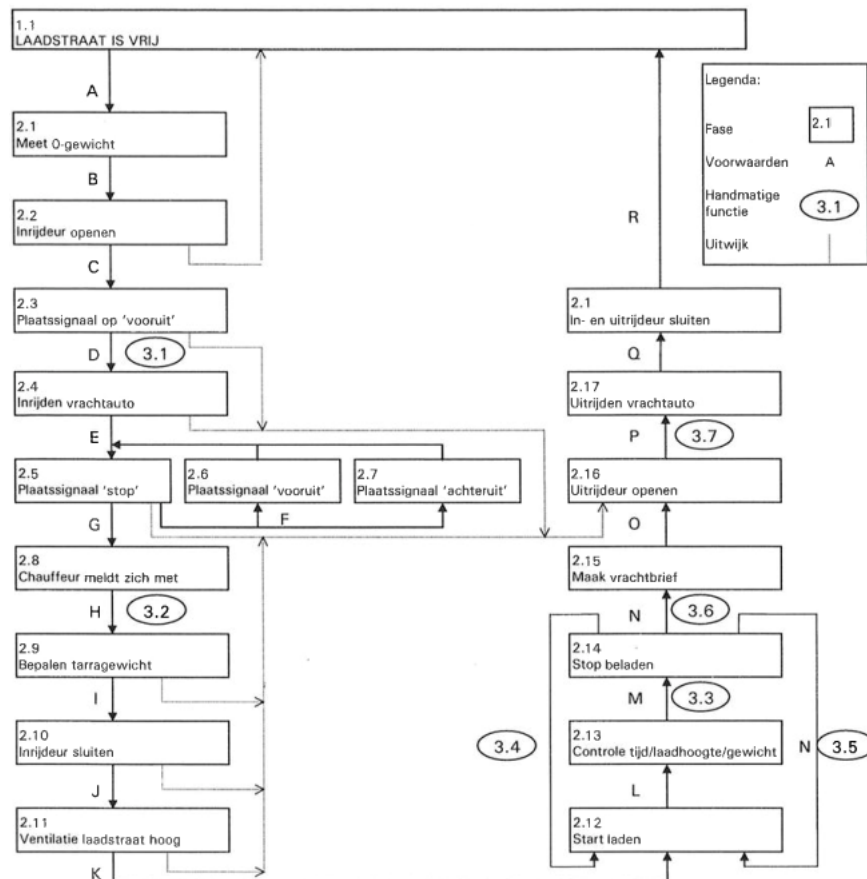 1.1
LAADSTRAAT IS VRIJ
A
2.1
Meet 0-gewicht
B
2.2
Inrijdeur openen
C
2.3
Plaatssignaal op 'vooruit'
D
3.1
2.4
Inrijden vrachtauto
E
2.5
Plaatssignaal 'stop'
2.6
Plaatssignaal 'vooruit'
2.7
Plaatssignaal 'achteruit'
F
G
2.8
Chauffeur meldt zich met
H
3.2
2.9
Bepalen tarragewicht
I
2.10
Inrijdeur sluiten
J
2.11
Ventilatie laadstraat hoog
K
R
2.1
In- en uitrijdeur sluiten
Q
2.17
Uitrijden vrachtauto
P
3.7
2.16
Uitrijdeur openen
O
2.15
Maak vrachtbrief
N
3.6
2.14
Stop beladen
M
3.3
3.4
2.13
Controle tijd/laadhoogte/gewicht
N
3.5
L
2.12
Start laden
Legenda:
Fase
2.1
Voorwaarden
A
Handmatige
functie
3.1
Uitwijk